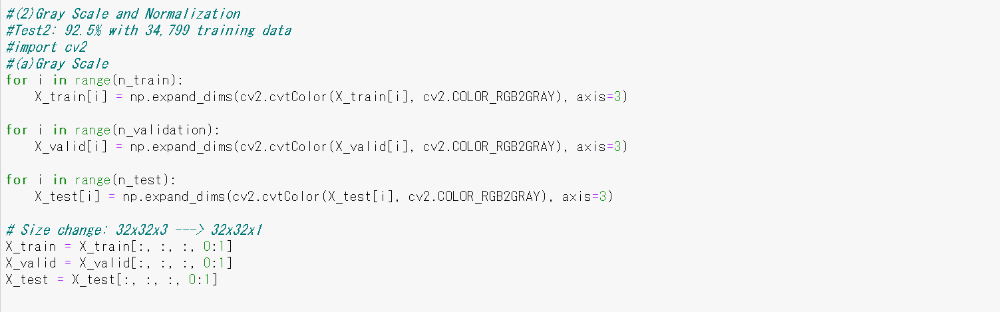 #(2)Gray Scale and Normalization
#Test2: 92.5% with 34,799 training data
#import cv2
#(a)Gray Scale
for i in range(n_train):
    X_train[i] = np.expand_dims(cv2.cvtColor(X_train[i], cv2.COLOR_RGB2GRAY), axis=3)

for i in range(n_validation):
    X_valid[i] = np.expand_dims(cv2.cvtColor(X_valid[i], cv2.COLOR_RGB2GRAY), axis=3)

for i in range(n_test):
    X_test[i] = np.expand_dims(cv2.cvtColor(X_test[i], cv2.COLOR_RGB2GRAY), axis=3)

# Size change: 32x32x3 ---> 32x32x1
X_train = X_train[:, :, :, 0:1]
X_valid = X_valid[:, :, :, 0:1]
X_test = X_test[:, :, :, 0:1]